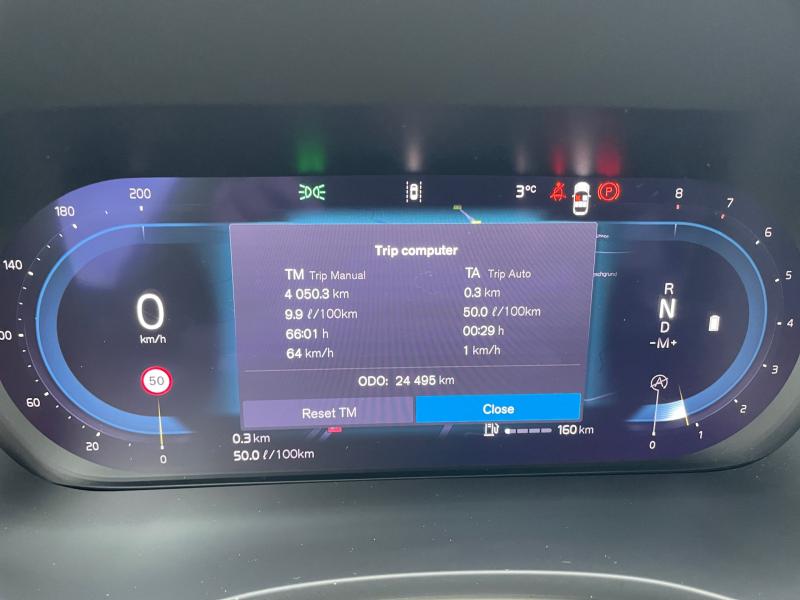 200
180
140
60
20
0
3°C
P
8
7
6
5
4
3
2
1
0
Trip computer
TM Trip Manual
4 050.3 km
9.9 ℓ/100km
66:01 h
64 km/h
TA Trip Auto
0.3 km
50.0 ℓ/100km
00:29 h
1 km/h
ODO: 24 495 km
Reset TM
Close
0
km/h
50
R
N
D
-M+
A
0.3 km
50.0 ℓ/100km
160 km